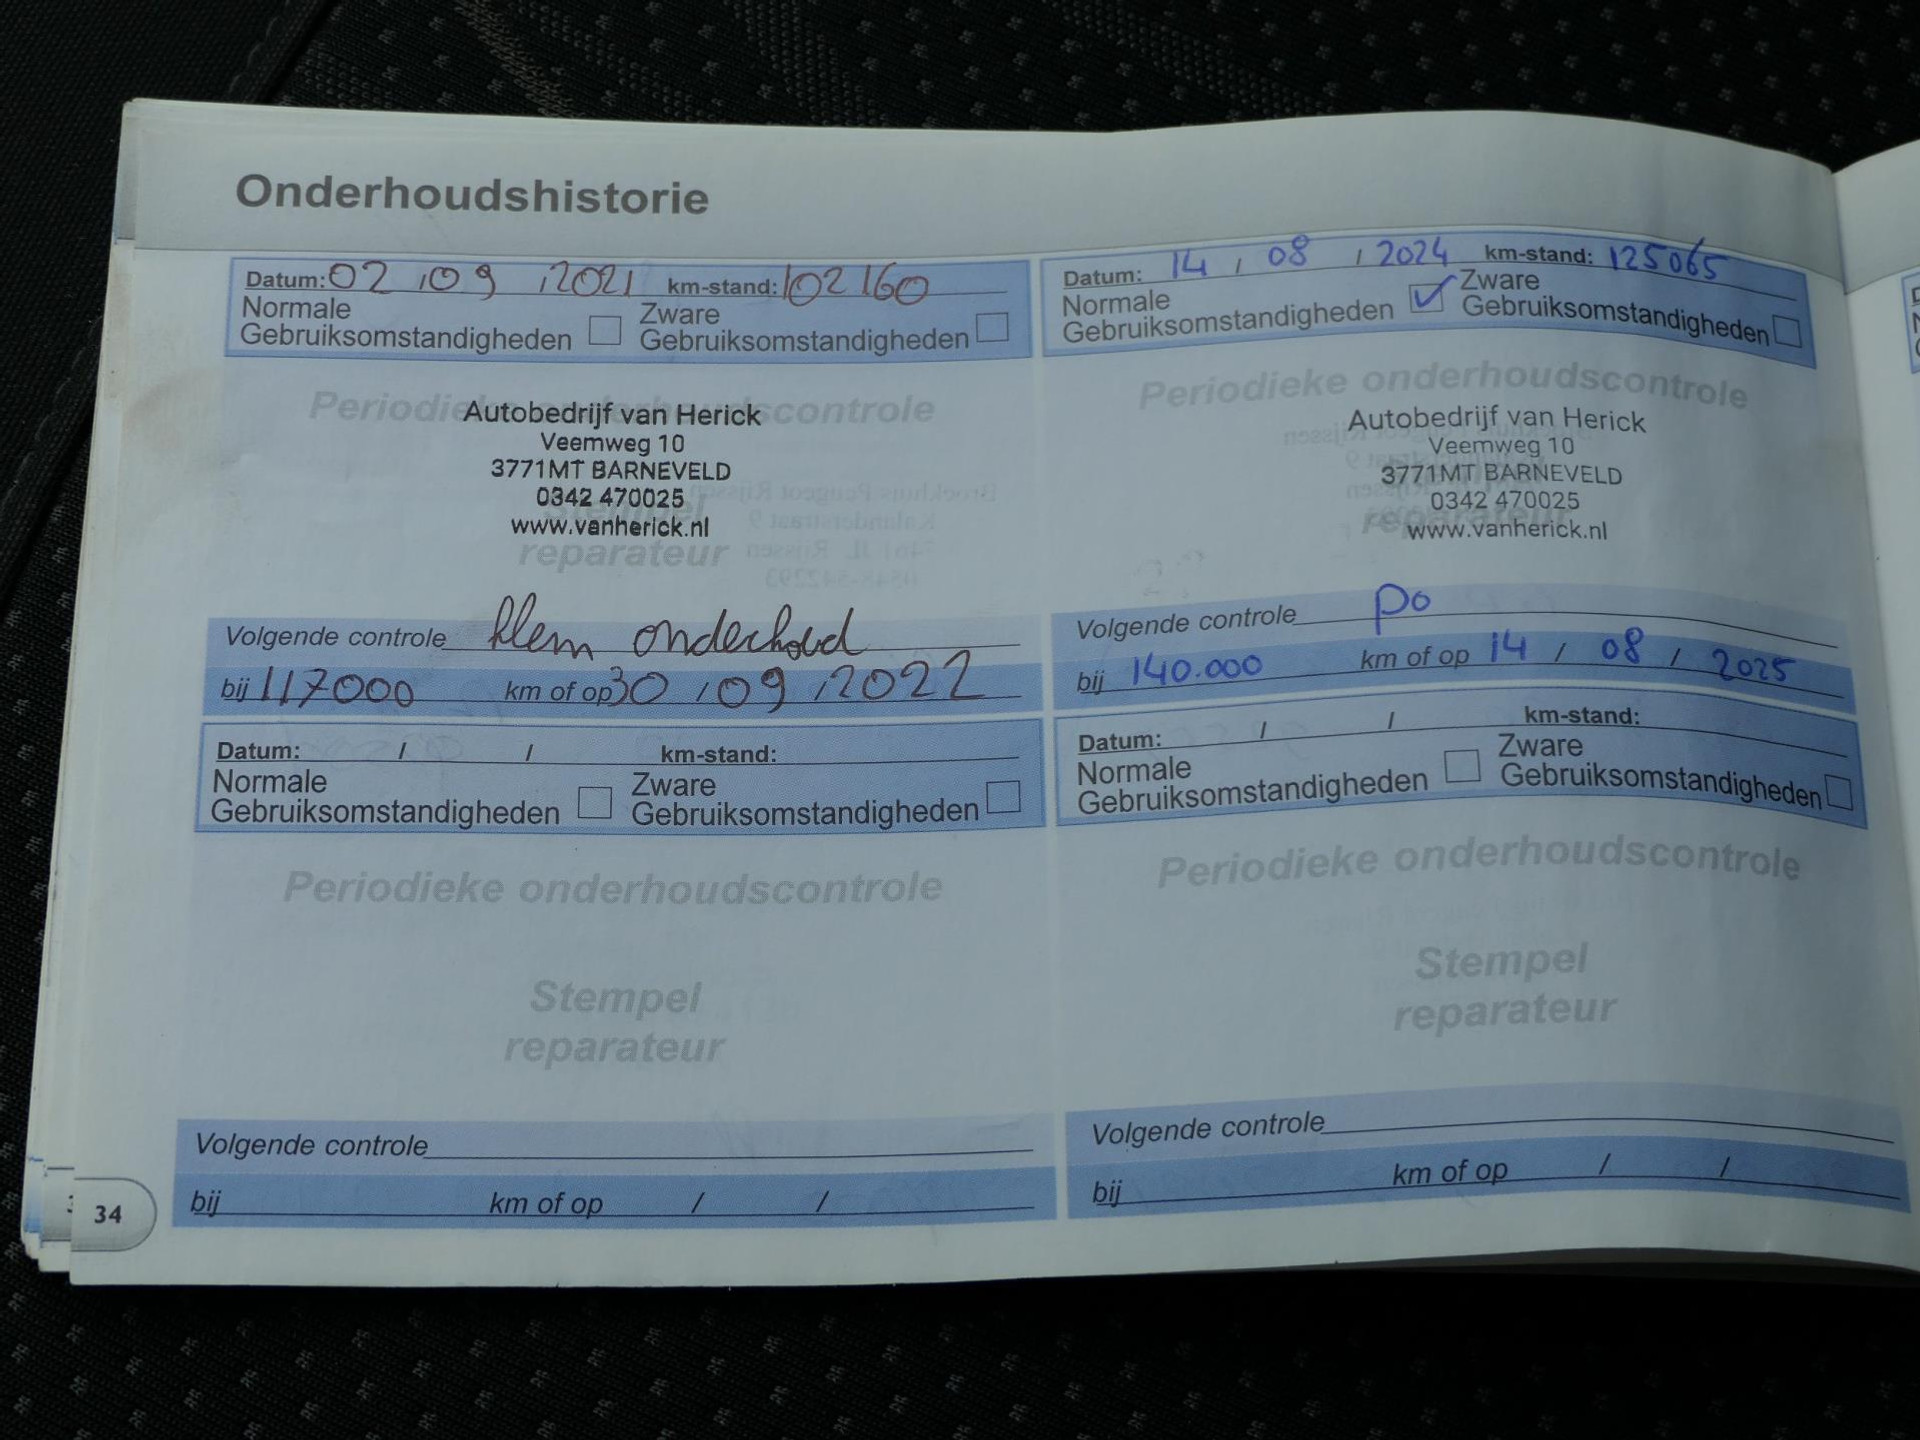 Onderhoudshistorie
Datum: 02 / 09 / 2021 km-stand: 102160
Normale Gebruiksomstandigheden Zware Gebruiksomstandigheden
Periodieke onderhoudscontrole
Autobedrijf van Herick
Veemweg 10
3771MT BARNEVELD
0342 470025
Stempel
www.vanherick.nl
reparateur
Volgende controle klein onderhoud
bij 117000 km of op 30 / 09 / 2022
Datum: / / km-stand:
Normale Gebruiksomstandigheden Zware Gebruiksomstandigheden
Periodieke onderhoudscontrole
Stempel
reparateur
Volgende controle
bij km of op / /
34
Datum: 14 / 08 / 2024 km-stand: 125065
Normale Gebruiksomstandigheden Zware Gebruiksomstandigheden
Periodieke onderhoudscontrole
Autobedrijf van Herick
Veemweg 10
3771MT BARNEVELD
0342 470025
reparateur
www.vanherick.nl
Volgende controle po
bij 140.000 km of op 14 / 08 / 2025
Datum: / / km-stand:
Normale Gebruiksomstandigheden Zware Gebruiksomstandigheden
Periodieke onderhoudscontrole
Stempel
reparateur
Volgende controle
bij km of op / /